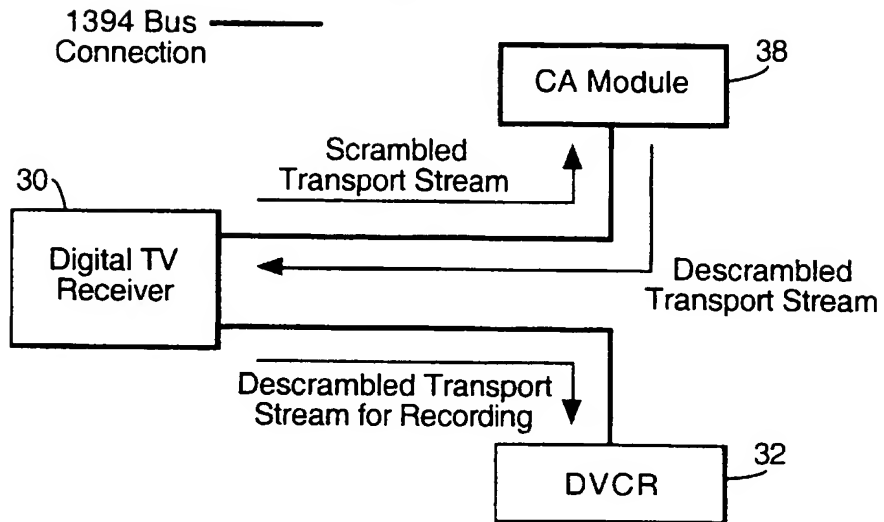 1394 Bus
Connection
CA Module
38
Scrambled
Transport Stream
30
Digital TV
Receiver
Descrambled
Transport Stream
Descrambled Transport
Stream for Recording
DVCR
32